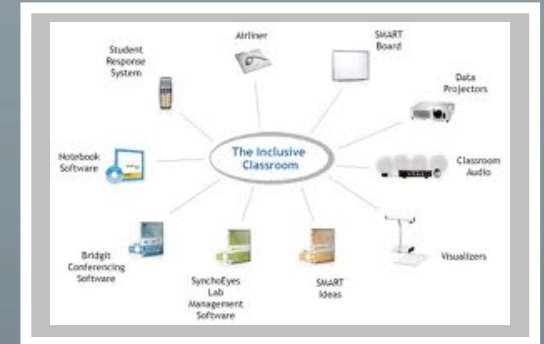 Airliner
SMART
Board
Student
Response
System
Data
Projectors
Notebook
Software
The Inclusive
Classroom
Classroom
Audio
Bridgit
Conferencing
Software
SynchoEyes
Lab
Management
Software
SMART
Ideas
Visualizers